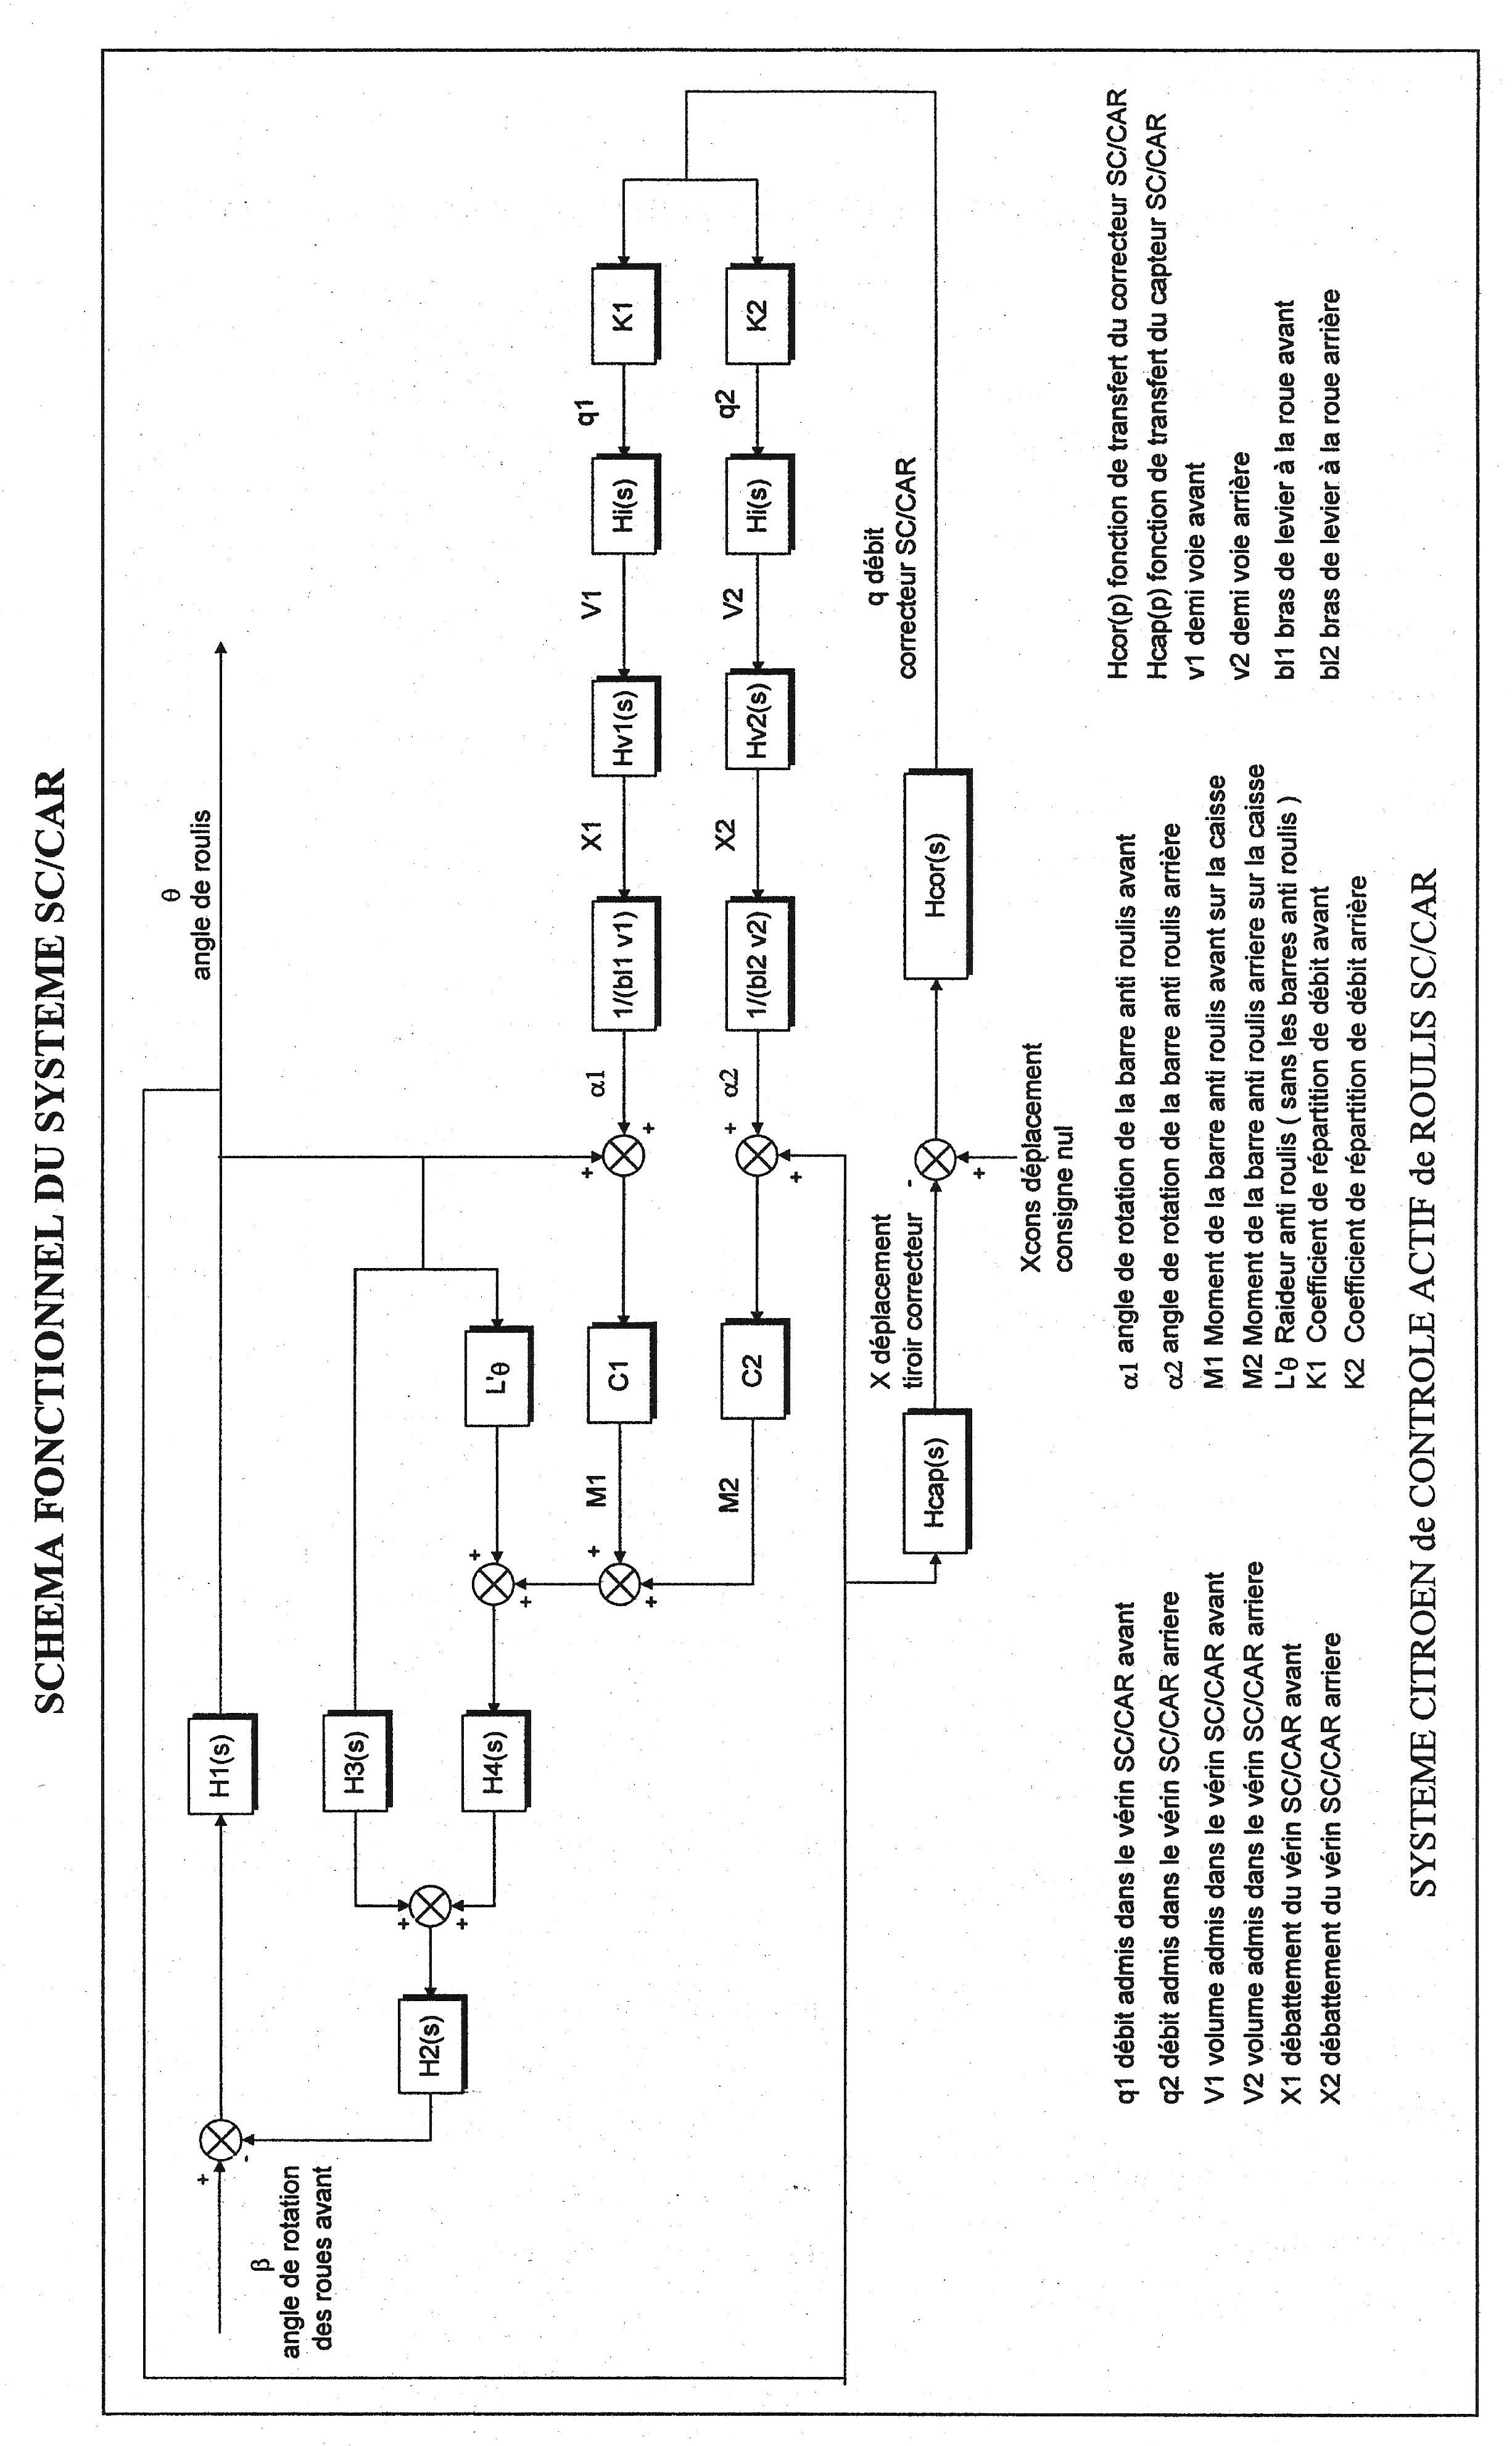 SCHEMA FONCTIONNEL DU SYSTEME SC/CAR
θ
angle de roulis
H1(s)
+
-
β
angle de rotation
des roues avant
H2(s)
+
+
H3(s)
H4(s)
+
+
L'θ
+
+
M1
C1
+
+
α1
1/(bl1 v1)
X1
Hv1(s)
V1
Hi(s)
q1
K1
M2
C2
+
+
α2
1/(bl2 v2)
X2
Hv2(s)
V2
Hi(s)
q2
K2
Hcap(s)
X déplacement
tiroir correcteur
-
+
Xcons déplacement
consigne nul
Hcor(s)
q débit
correcteur SC/CAR
q1 débit admis dans le vérin SC/CAR avant
q2 débit admis dans le vérin SC/CAR arriere
V1 volume admis dans le vérin SC/CAR avant
V2 volume admis dans le vérin SC/CAR arriere
X1 débattement du vérin SC/CAR avant
X2 débattement du vérin SC/CAR arriere
α1 angle de rotation de la barre anti roulis avant
α2 angle de rotation de la barre anti roulis arrière
M1 Moment de la barre anti roulis avant sur la caisse
M2 Moment de la barre anti roulis arriere sur la caisse
L'θ Raideur anti roulis ( sans les barres anti roulis )
K1 Coefficient de répartition de débit avant
K2 Coefficient de répartition de débit arrière
Hcor(p) fonction de transfert du correcteur SC/CAR
Hcap(p) fonction de transfert du capteur SC/CAR
v1 demi voie avant
v2 demi voie arrière
bl1 bras de levier à la roue avant
bl2 bras de levier à la roue arrière
SYSTEME CITROEN de CONTROLE ACTIF de ROULIS SC/CAR